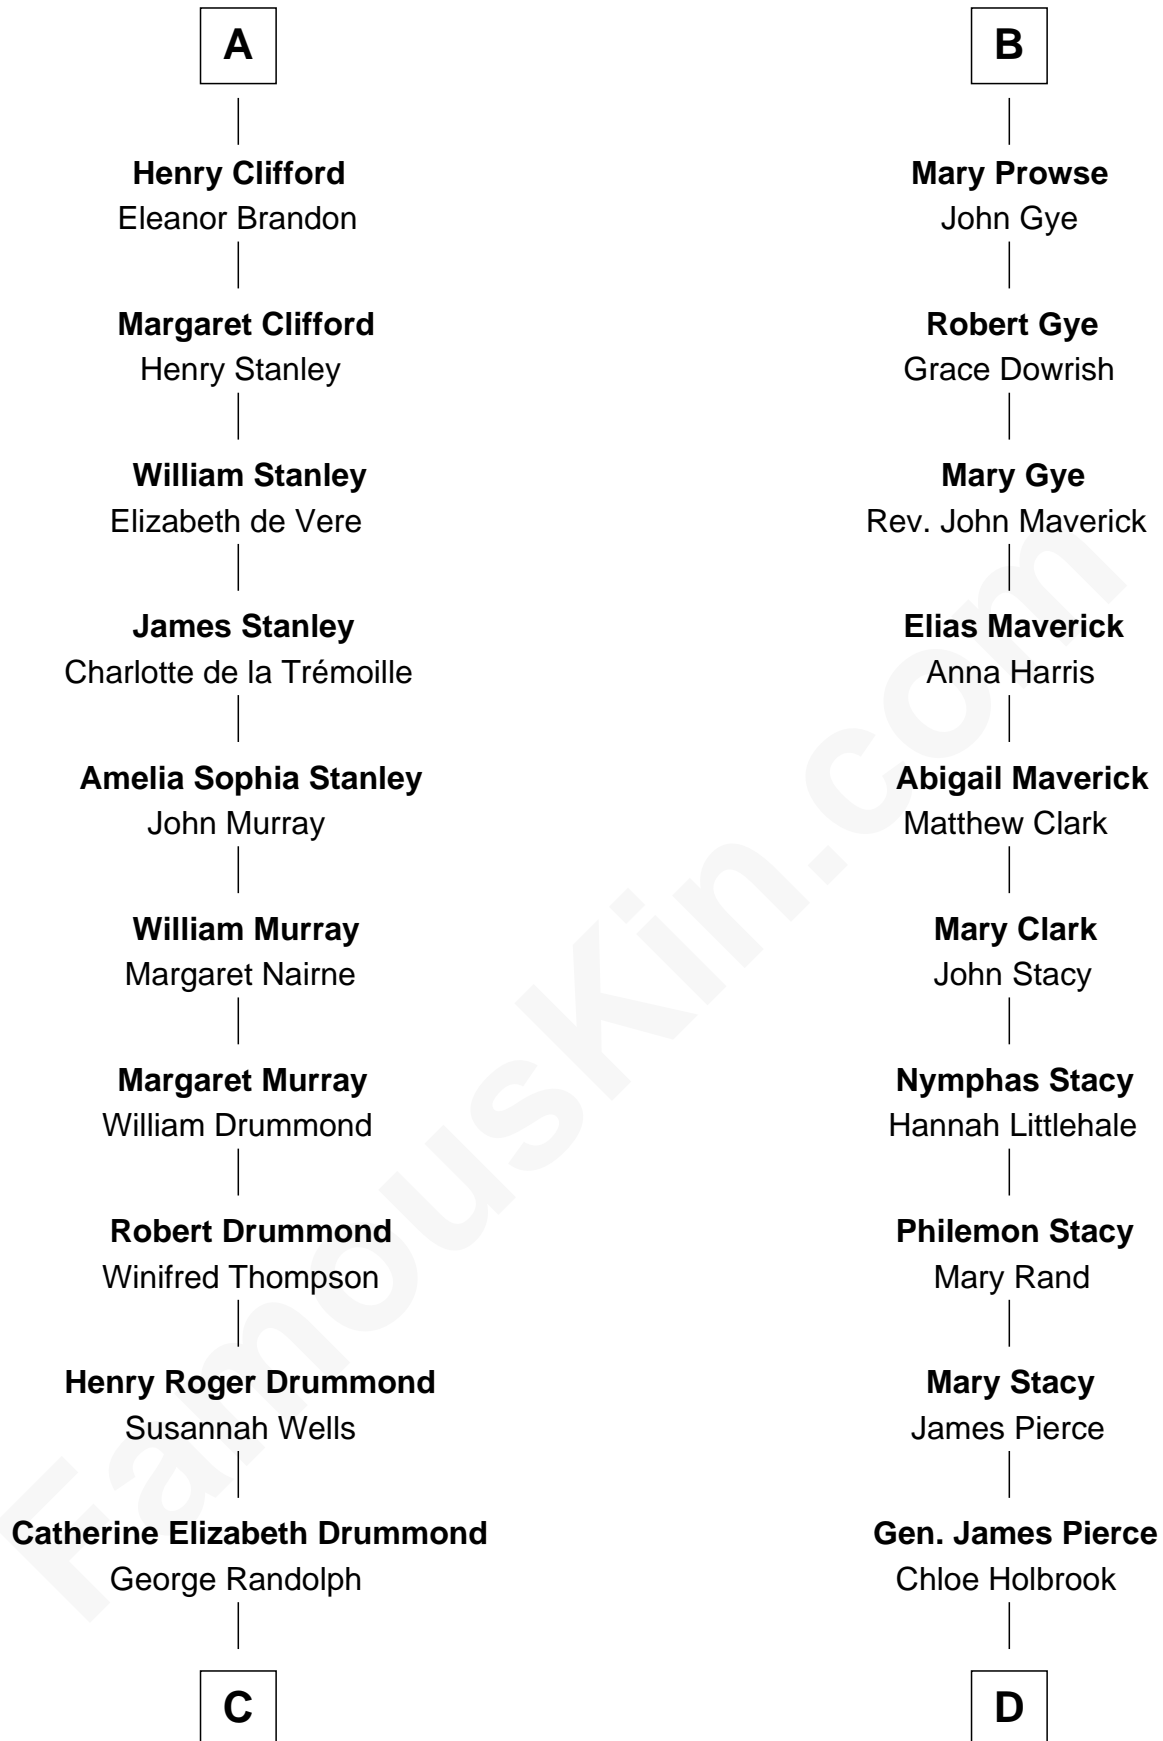 A
Henry Clifford
Eleanor Brandon
Margaret Clifford
Henry Stanley
William Stanley
Elizabeth de Vere
James Stanley
Charlotte de la Trémoille
Amelia Sophia Stanley
John Murray
William Murray
Margaret Nairne
Margaret Murray
William Drummond
Robert Drummond
Winifred Thompson
Henry Roger Drummond
Susannah Wells
Catherine Elizabeth Drummond
George Randolph
C
B
Mary Prowse
John Gye
Robert Gye
Grace Dowrish
Mary Gye
Rev. John Maverick
Elias Maverick
Anna Harris
Abigail Maverick
Matthew Clark
Mary Clark
John Stacy
Nymphas Stacy
Hannah Littlehale
Philemon Stacy
Mary Rand
Mary Stacy
James Pierce
Gen. James Pierce
Chloe Holbrook
D
FamousKin.com